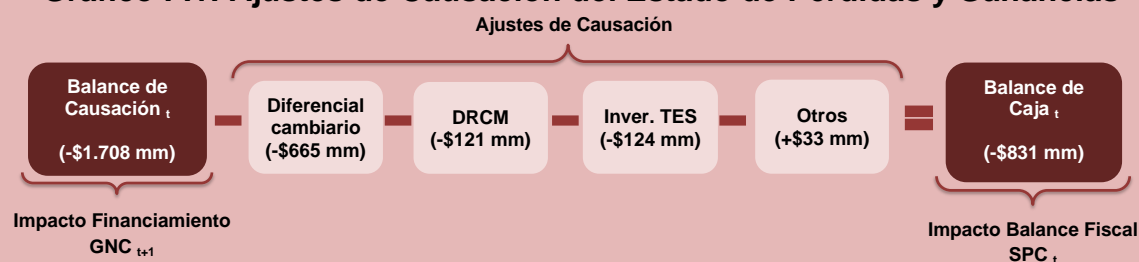 Ajustes de Causación
Balance de
Causación t
(-$1.708 mm)
Diferencial
cambiario
(-$665 mm)
DRCM
(-$121 mm)
Inver. TES
(-$124 mm)
Otros
(+$33 mm)
Balance de
Caja t
(-$831 mm)
Impacto Financiamiento
GNC t+1
Impacto Balance Fiscal
SPC t